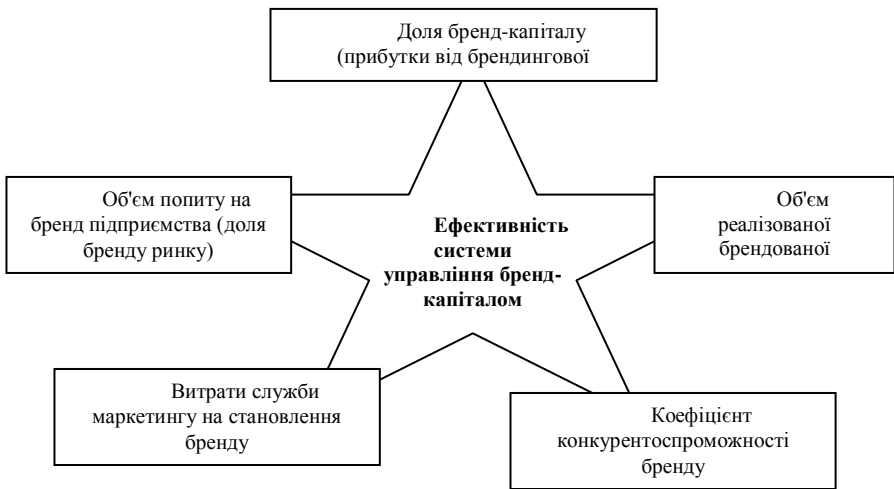 Доля бренд-капіталу
(прибутки від брендингової
Об'єм попиту на
бренд підприємства (доля
бренду ринку)
Об'єм
реалізованої
брендованої
Ефективність
системи
управління бренд-
капіталом
Витрати служби
маркетингу на становлення
бренду
Коефіцієнт
конкурентоспроможності
бренду